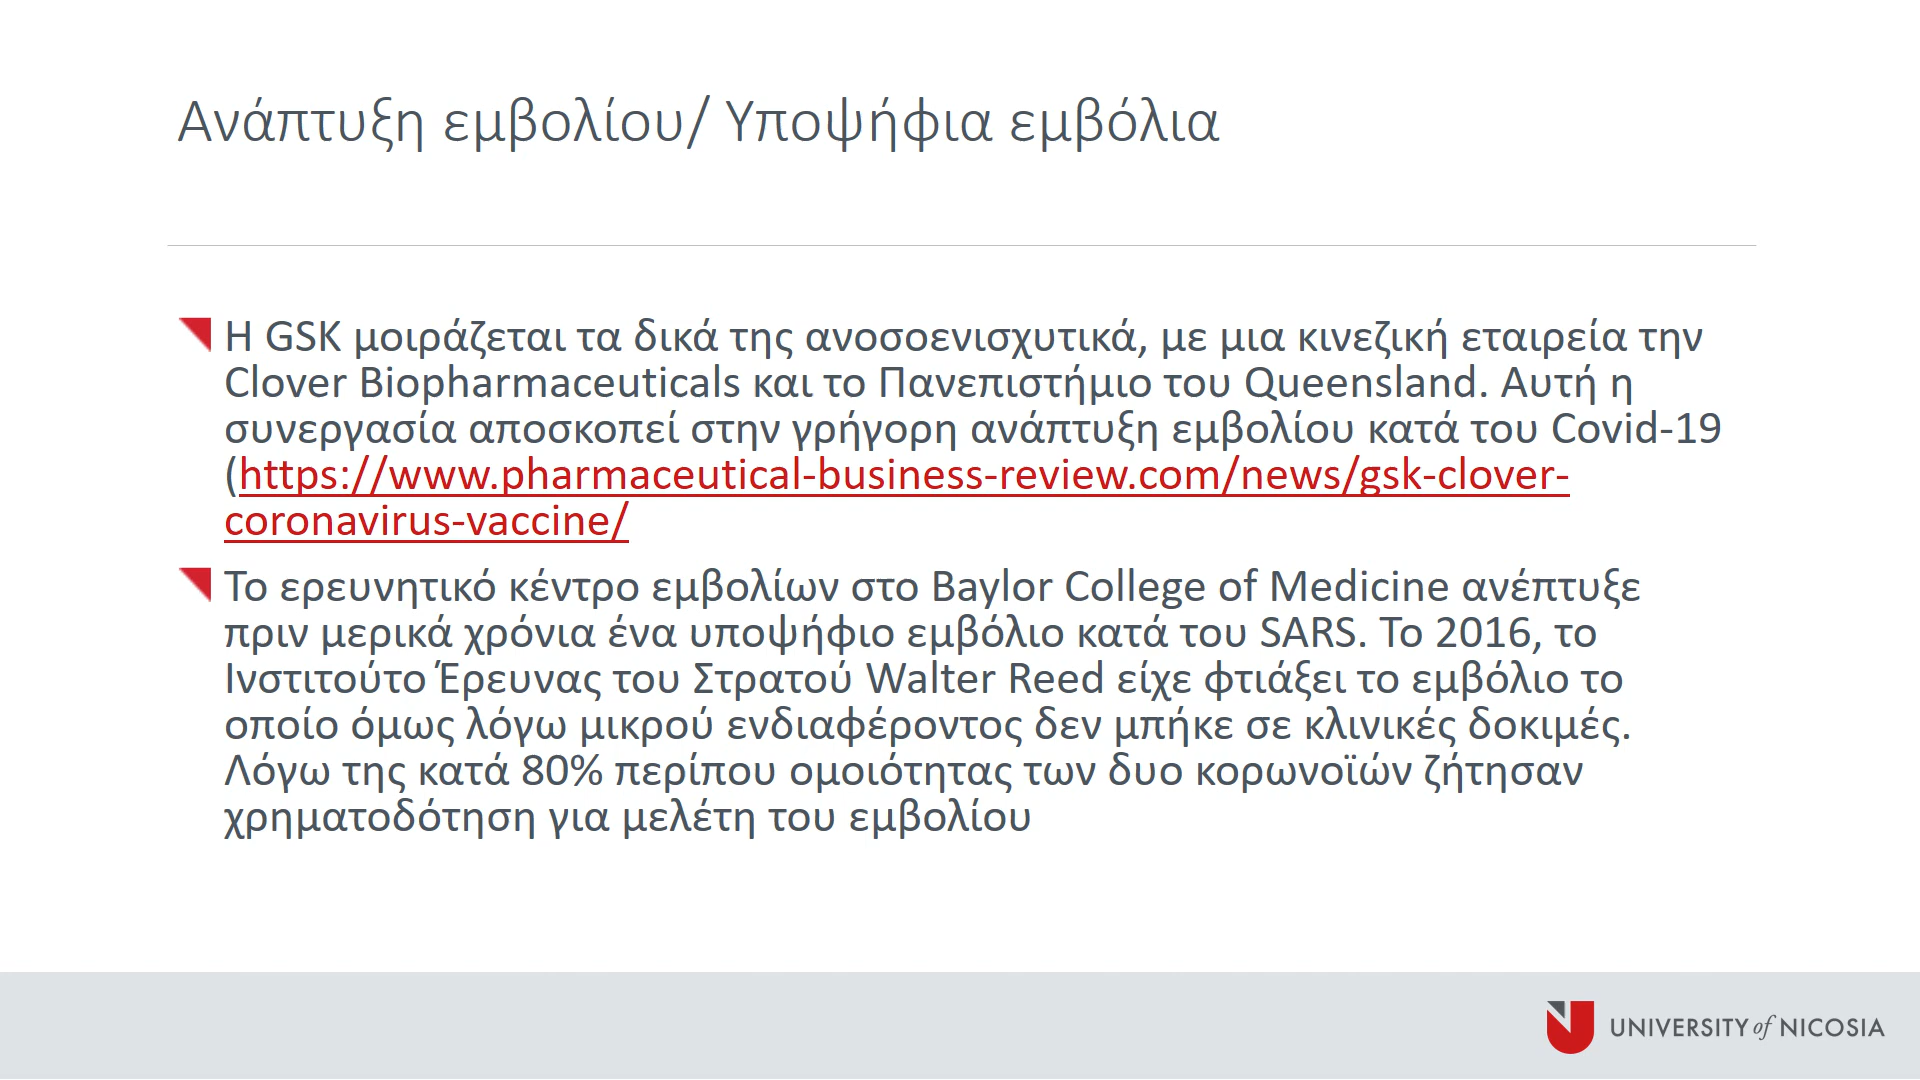 Ανάπτυξη εμβολίου/ Υποψήφια εμβόλια
Η GSK μοιράζεται τα δικά της ανοσοενισχυτικά, με μια κινεζική εταιρεία την
Clover Biopharmaceuticals και το Πανεπιστήμιο του Queensland. Αυτή η
συνεργασία αποσκοπεί στην γρήγορη ανάπτυξη εμβολίου κατά του Covid-19
(https://www.pharmaceutical-business-review.com/news/gsk-clover-
coronavirus-vaccine/
Το ερευνητικό κέντρο εμβολίων στο Baylor College of Medicine ανέπτυξε
πριν μερικά χρόνια ένα υποψήφιο εμβόλιο κατά του SARS. Το 2016, το
Ινστιτούτο Έρευνας του Στρατού Walter Reed είχε φτιάξει το εμβόλιο το
οποίο όμως λόγω μικρού ενδιαφέροντος δεν μπήκε σε κλινικές δοκιμές.
Λόγω της κατά 80% περίπου ομοιότητας των δυο κορωνοϊών ζήτησαν
χρηματοδότηση για μελέτη του εμβολίου
UNIVERSITY of NICOSIA